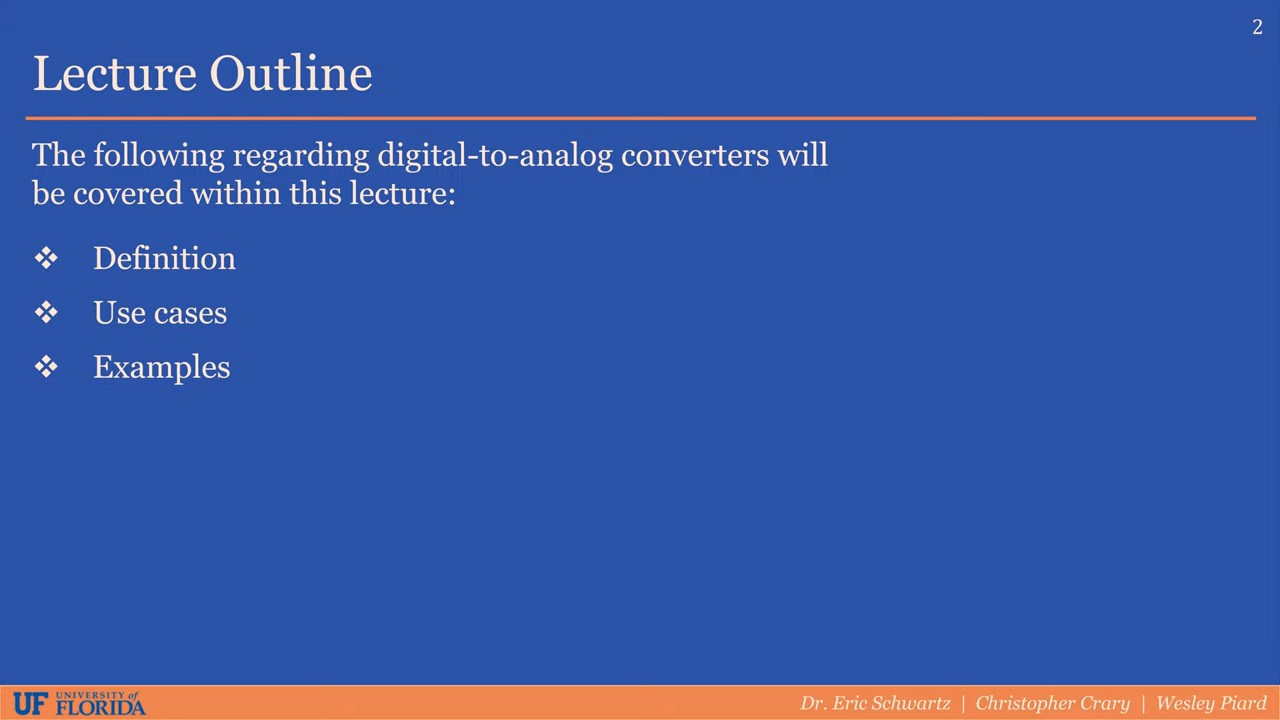 2
Lecture Outline
The following regarding digital-to-analog converters will
be covered within this lecture:
❖ Definition
❖ Use cases
❖ Examples
UF UNIVERSITY of
FLORIDA
Dr. Eric Schwartz | Christopher Crary | Wesley Piard